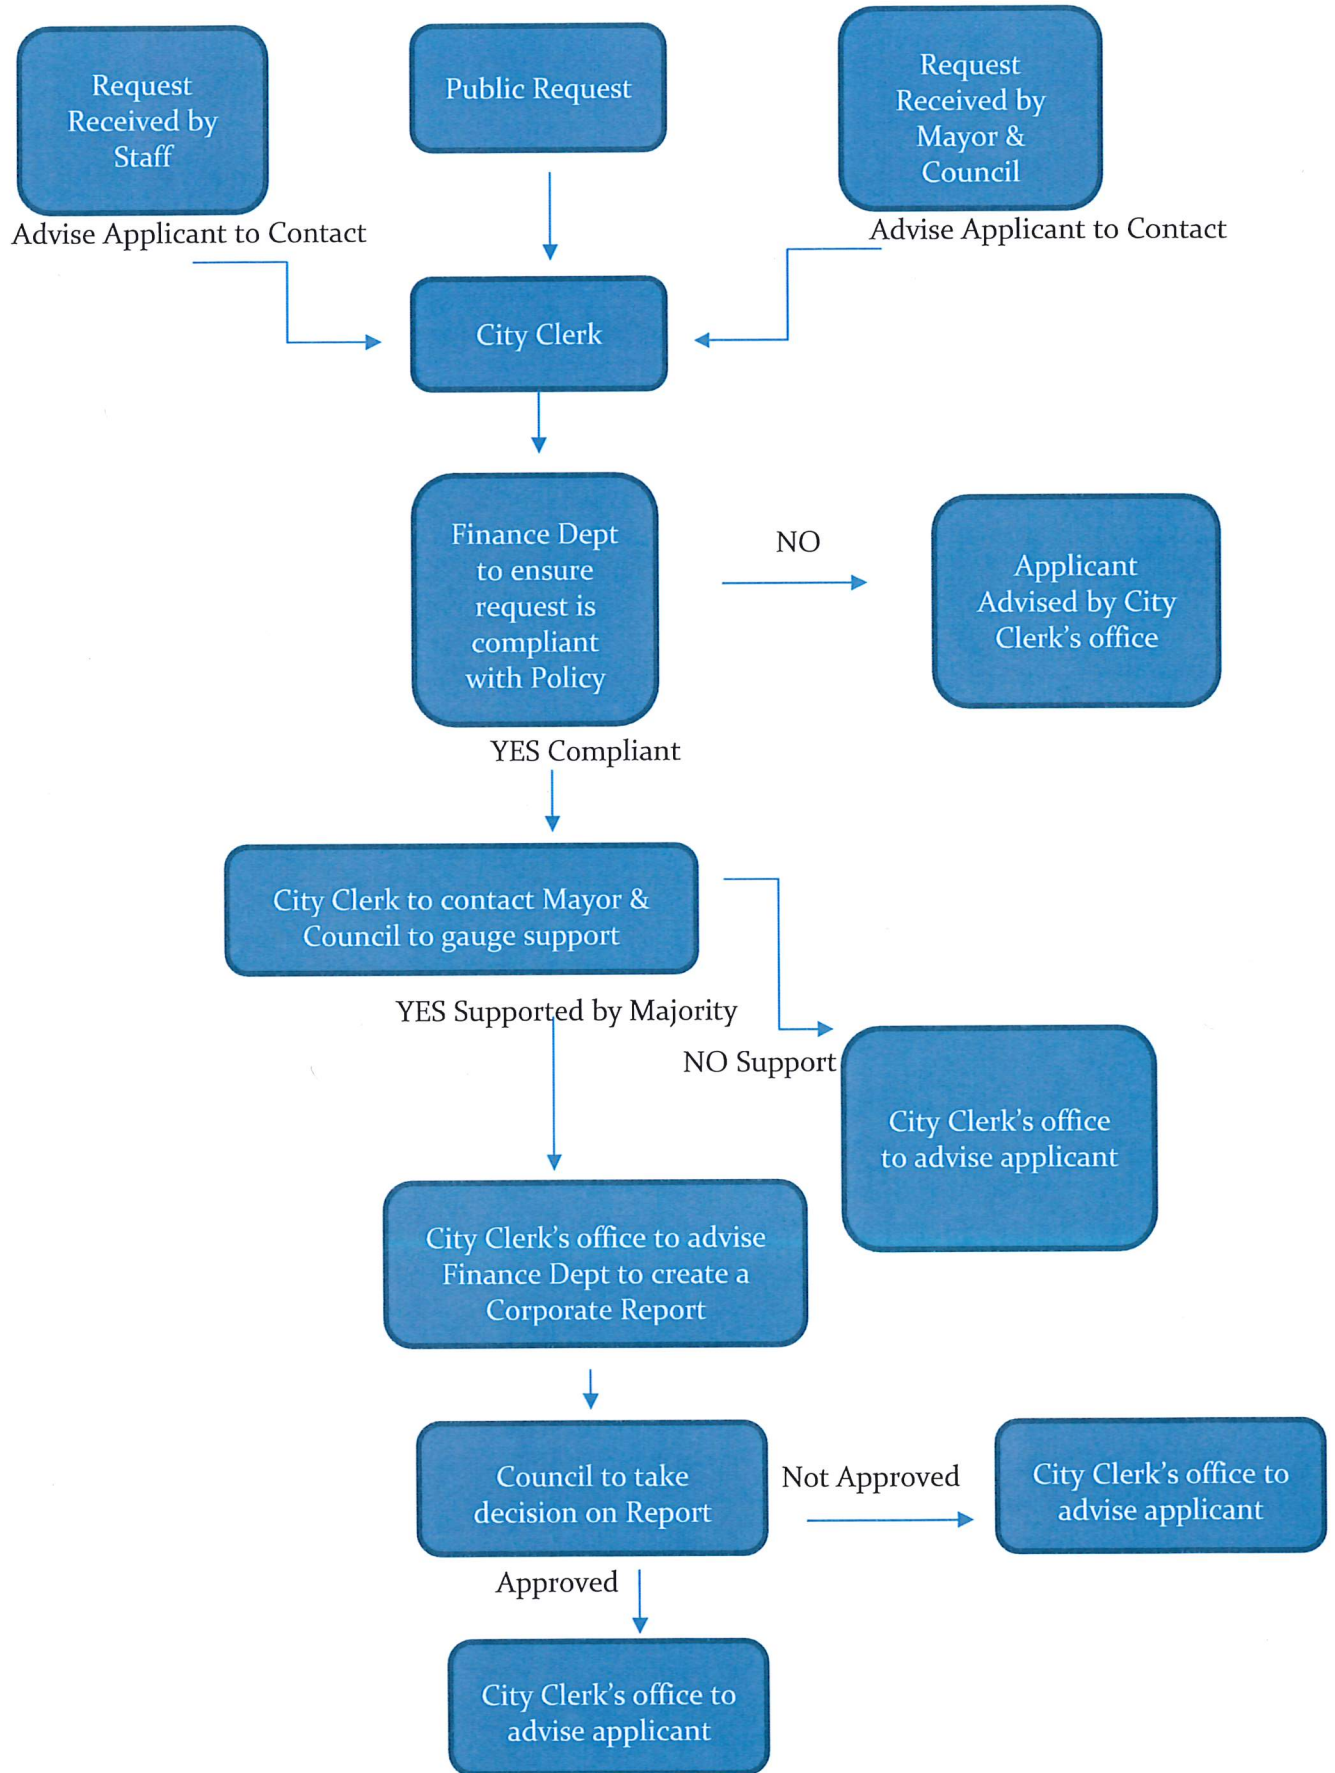 Request
Received by
Staff
Public Request
Request
Received by
Mayor &
Council
Advise Applicant to Contact
Advise Applicant to Contact
City Clerk
Finance Dept
to ensure
request is
compliant
with Policy
NO
Applicant
Advised by City
Clerk's office
YES Compliant
City Clerk to contact Mayor &
Council to gauge support
YES Supported by Majority
NO Support
City Clerk's office
to advise applicant
City Clerk's office to advise
Finance Dept to create a
Corporate Report
Council to take
decision on Report
Not Approved
City Clerk's office to
advise applicant
Approved
City Clerk's office to
advise applicant